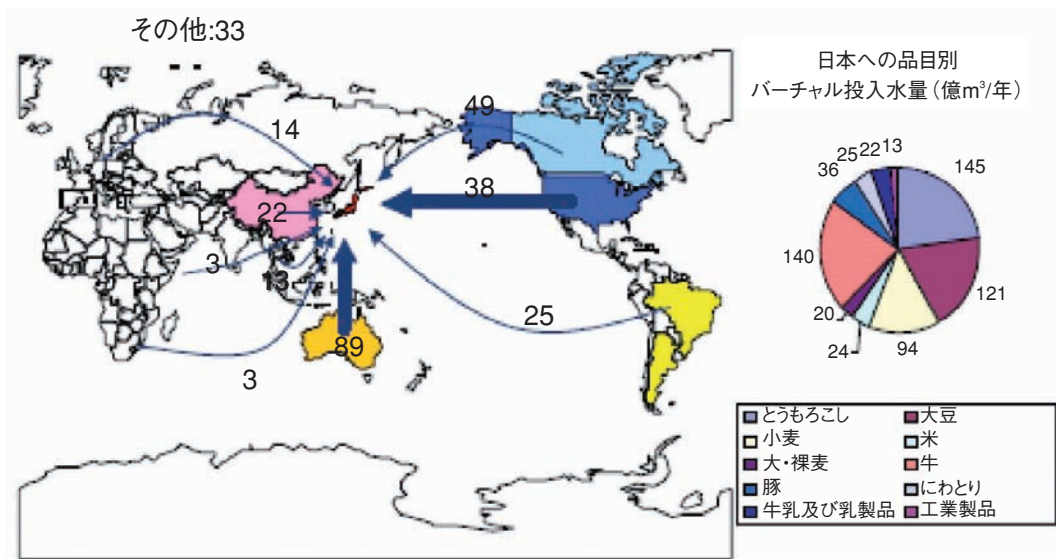 その他:33
49
14
38
22
3
13
25
89
3
日本への品目別
バーチャル投入水量(億m³/年)
13
22
25
36
145
140
121
20
24
94
とうもろこし
大豆
小麦
米
大・裸麦
牛
豚
にわとり
牛乳及び乳製品
工業製品